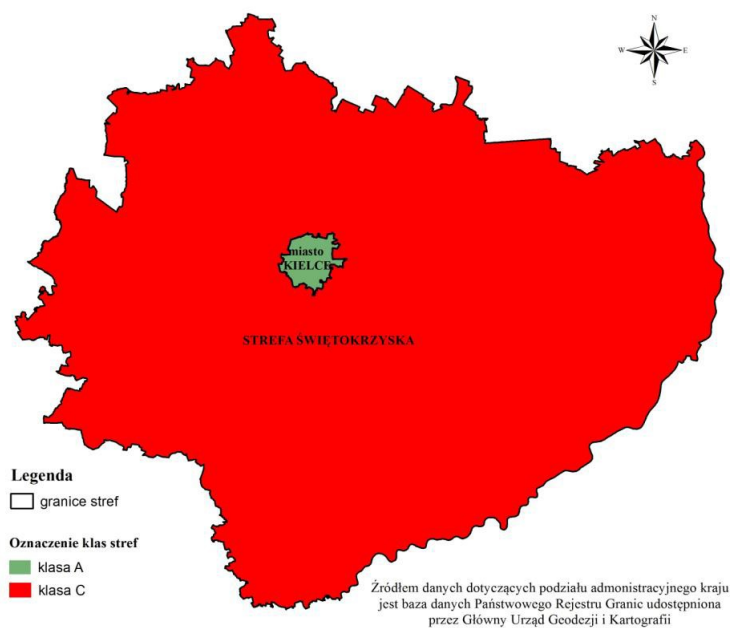 N
W E
S
miasto
KIELCE
STREFA ŚWIĘTOKRZYSKA
Legenda
granice stref
Oznaczenie klas stref
klasa A
klasa C
Źródłem danych dotyczących podziału admonistracyjnego kraju
jest baza danych Państwowego Rejestru Granic udostępniona
przez Główny Urząd Geodezji i Kartografii